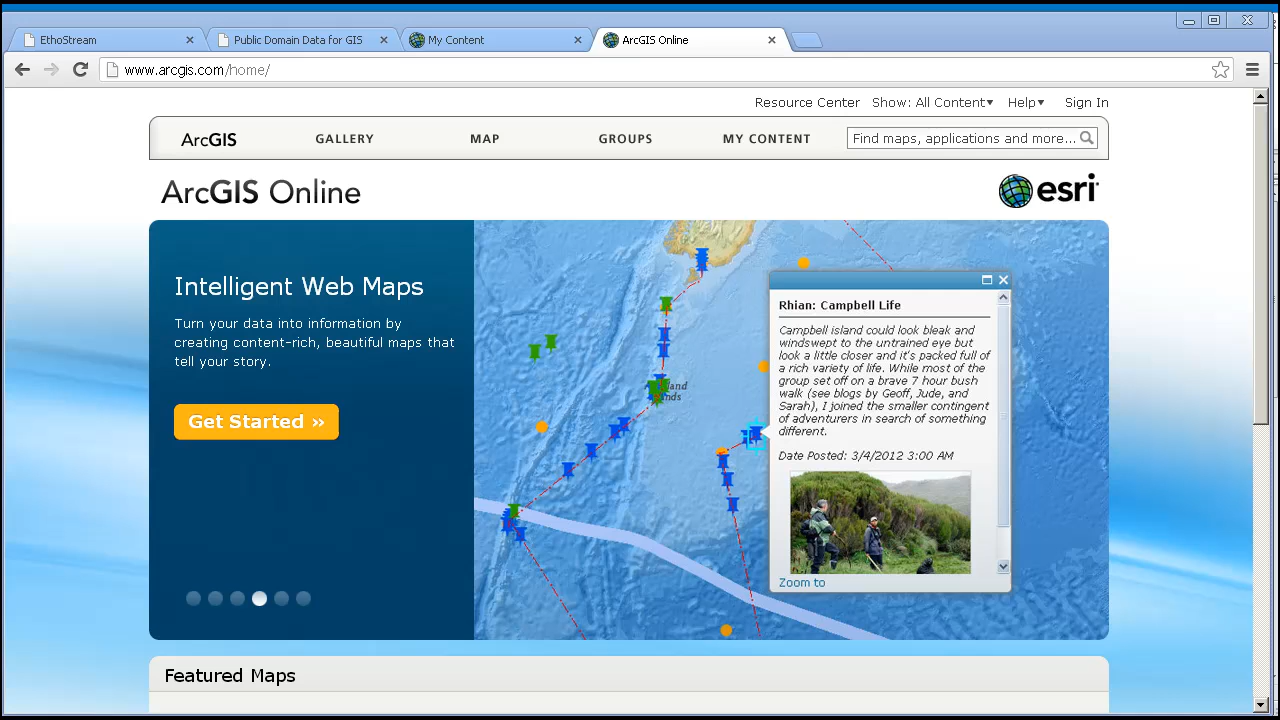 EthoStream
Public Domain Data for GIS
My Content
ArcGIS Online
www.arcgis.com/home/
Resource Center Show: All Content▾ Help▾ Sign In
ArcGIS GALLERY MAP GROUPS MY CONTENT Find maps, applications and more...
ArcGIS Online
esri
Intelligent Web Maps
Turn your data into information by
creating content-rich, beautiful maps that
tell your story.
Get Started »
Rhian: Campbell Life
Campbell island could look bleak and
windswept to the untrained eye but
look a little closer and it's packed full of
a rich variety of life. While most of the
group set off on a brave 7 hour bush
walk (see blogs by Geoff, Jude, and
Sarah), I joined the smaller contingent
of adventurers in search of something
different.
Date Posted: 3/4/2012 3:00 AM
Zoom to
Featured Maps